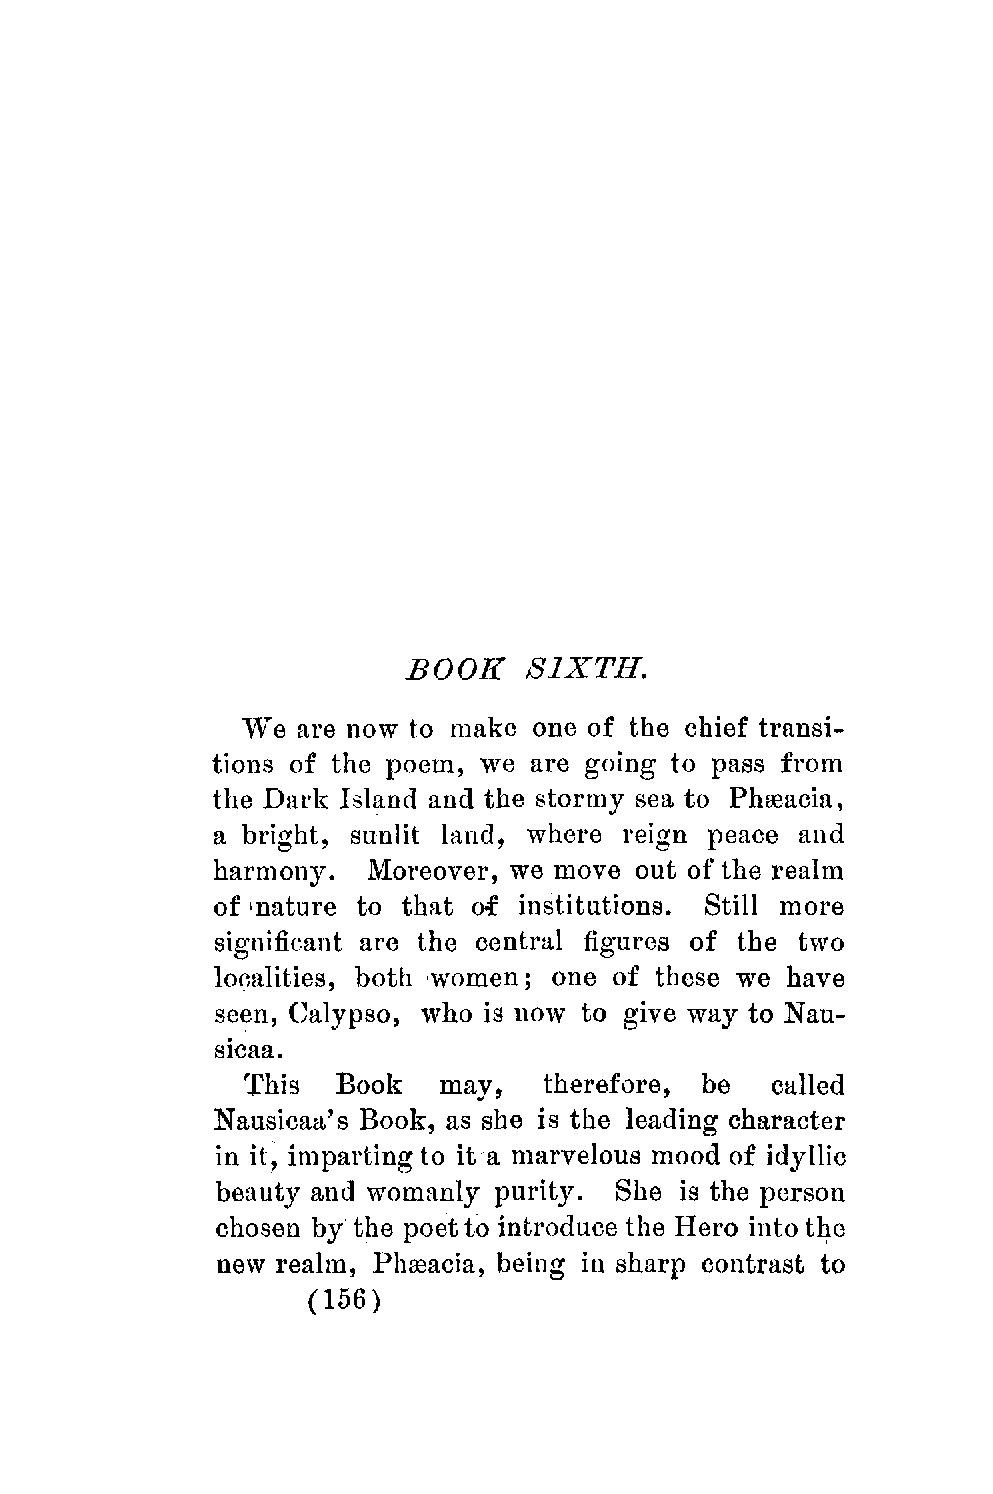 BOOK SIXTH.
We are now to make one of the chief transi-
tions of the poem, we are going to pass from
the Dark Island and the stormy sea to Phæacia,
a bright, sunlit land, where reign peace and
harmony. Moreover, we move out of the realm
of nature to that of institutions. Still more
significant are the central figures of the two
localities, both women; one of these we have
seen, Calypso, who is now to give way to Nau-
sicaa.
This Book may, therefore, be called
Nausicaa's Book, as she is the leading character
in it, imparting to it a marvelous mood of idyllic
beauty and womanly purity. She is the person
chosen by the poet to introduce the Hero into the
new realm, Phæacia, being in sharp contrast to
(156)